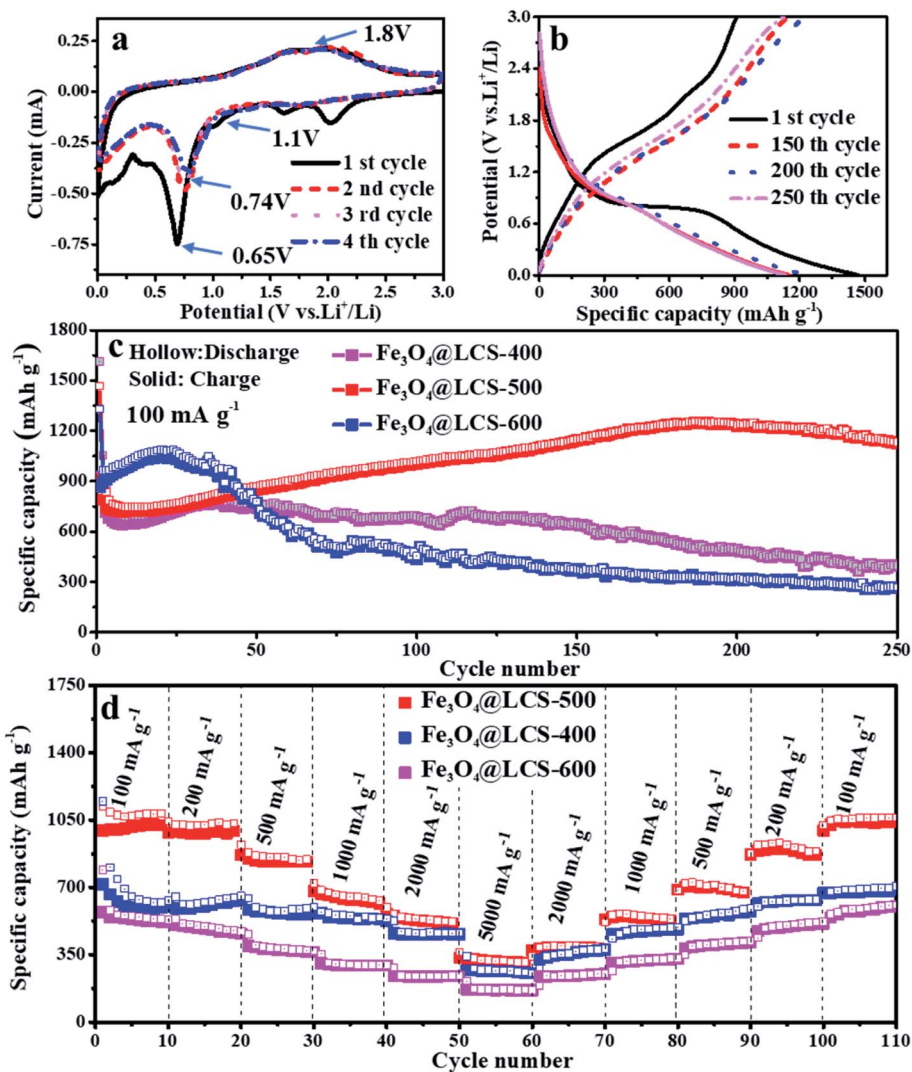 a
0.25
0.00
-0.25
-0.50
-0.75
Current (mA)
1.8V
1.1V
0.74V
0.65V
1 st cycle
2 nd cycle
3 rd cycle
4 th cycle
0.0 0.5 1.0 1.5 2.0 2.5 3.0
Potential (V vs.Li⁺/Li)
b
3.0
2.4
1.8
1.2
0.6
0.0
Potential (V vs.Li⁺/Li)
1 st cycle
150 th cycle
200 th cycle
250 th cycle
0 300 600 900 1200 1500
Specific capacity (mAh g⁻¹)
c
1800
1500
1200
900
600
300
0
Specific capacity (mAh g⁻¹)
Hollow:Discharge
Solid: Charge
100 mA g⁻¹
Fe₃O₄@LCS-400
Fe₃O₄@LCS-500
Fe₃O₄@LCS-600
0 50 100 150 200 250
Cycle number
d
1750
1400
1050
700
350
0
Specific capacity (mAh g⁻¹)
Fe₃O₄@LCS-500
Fe₃O₄@LCS-400
Fe₃O₄@LCS-600
100 mA g⁻¹
200 mA g⁻¹
500 mA g⁻¹
1000 mA g⁻¹
2000 mA g⁻¹
5000 mA g⁻¹
2000 mA g⁻¹
1000 mA g⁻¹
500 mA g⁻¹
200 mA g⁻¹
100 mA g⁻¹
0 10 20 30 40 50 60 70 80 90 100 110
Cycle number